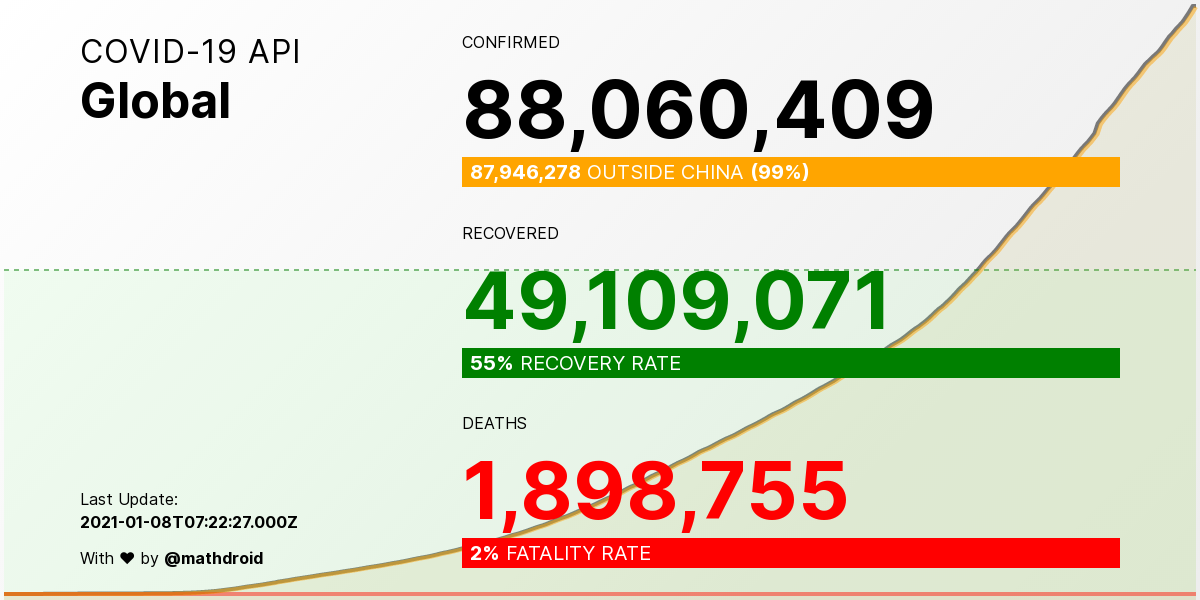 COVID-19 API
Global
CONFIRMED
88,060,409
87,946,278 OUTSIDE CHINA (99%)
RECOVERED
49,109,071
55% RECOVERY RATE
DEATHS
1,898,755
2% FATALITY RATE
Last Update:
2021-01-08T07:22:27.000Z
With ♥ by @mathdroid